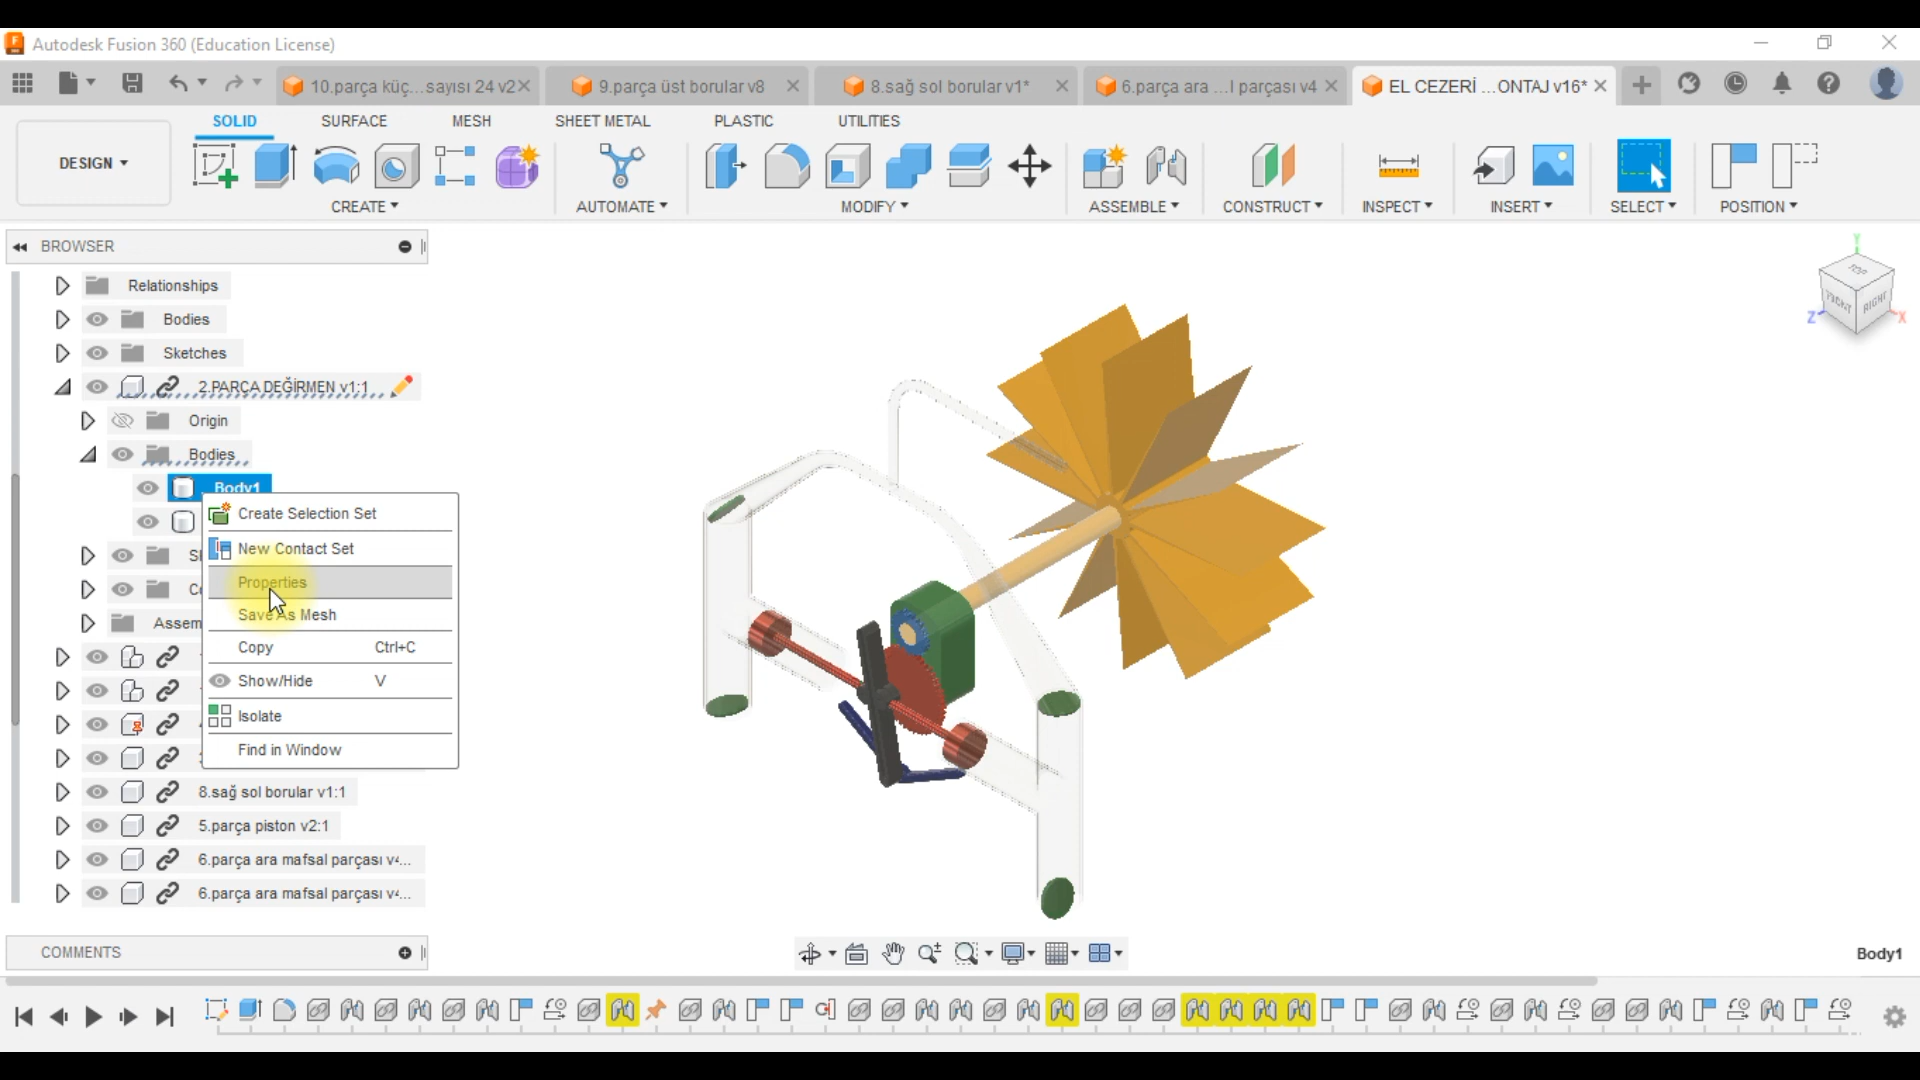 Autodesk Fusion 360 (Education License)
10.parça küç...sayısı 24 v2
9.parça üst borular v8
8.sağ sol borular v1*
6.parça ara ...l parçası v4
EL CEZERİ ...ONTAJ v16*
SOLID SURFACE MESH SHEET METAL PLASTIC UTILITIES
DESIGN
CREATE AUTOMATE MODIFY ASSEMBLE CONSTRUCT INSPECT INSERT SELECT POSITION
BROWSER
Relationships
Bodies
Sketches
2.PARÇA DEĞİRMEN v1:1
Origin
Bodies
Body1
Create Selection Set
New Contact Set
Properties
Save As Mesh
Assem
Copy Ctrl+C
Show/Hide V
Isolate
Find in Window
8.sağ sol borular v1:1
5.parça piston v2:1
6.parça ara mafsal parçası v4...
6.parça ara mafsal parçası v4...
COMMENTS
Body1
Y
TOP
FRONT
RIGHT
Z
X